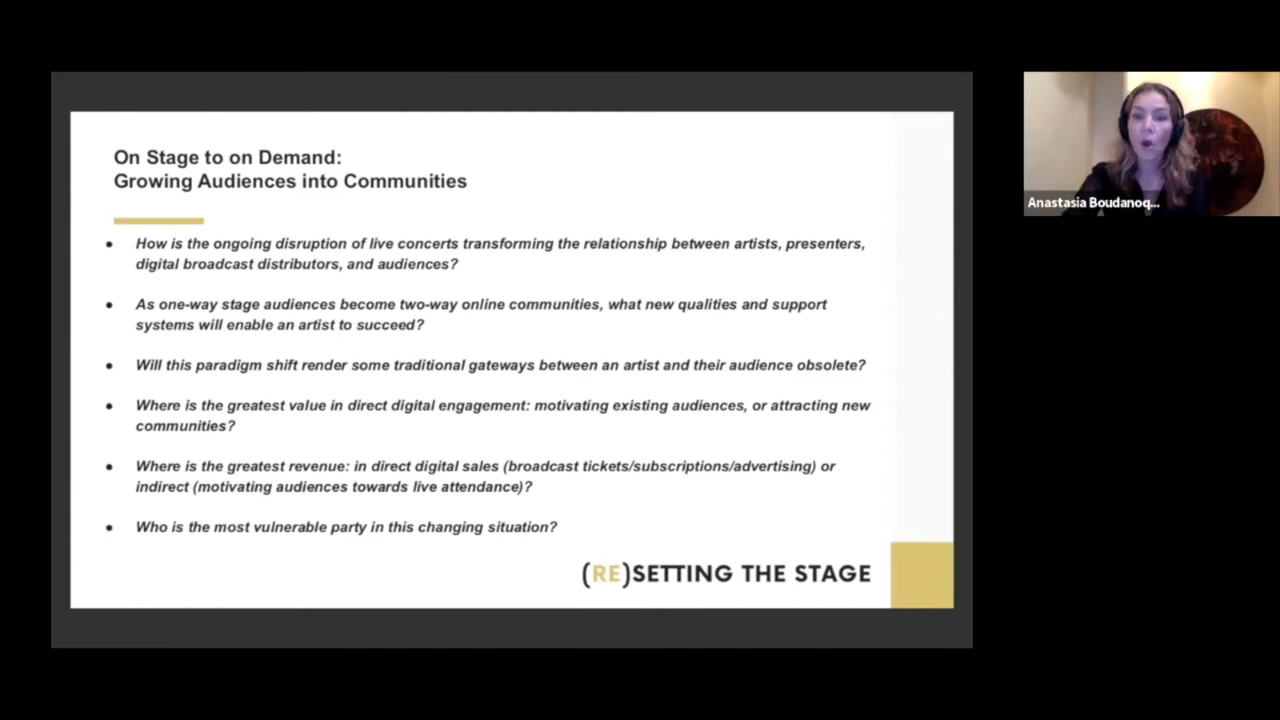 On Stage to on Demand:
Growing Audiences into Communities
● How is the ongoing disruption of live concerts transforming the relationship between artists, presenters,
digital broadcast distributors, and audiences?
● As one-way stage audiences become two-way online communities, what new qualities and support
systems will enable an artist to succeed?
● Will this paradigm shift render some traditional gateways between an artist and their audience obsolete?
● Where is the greatest value in direct digital engagement: motivating existing audiences, or attracting new
communities?
● Where is the greatest revenue: in direct digital sales (broadcast tickets/subscriptions/advertising) or
indirect (motivating audiences towards live attendance)?
● Who is the most vulnerable party in this changing situation?
(RE)SETTING THE STAGE
Anastasia Boudanoq...